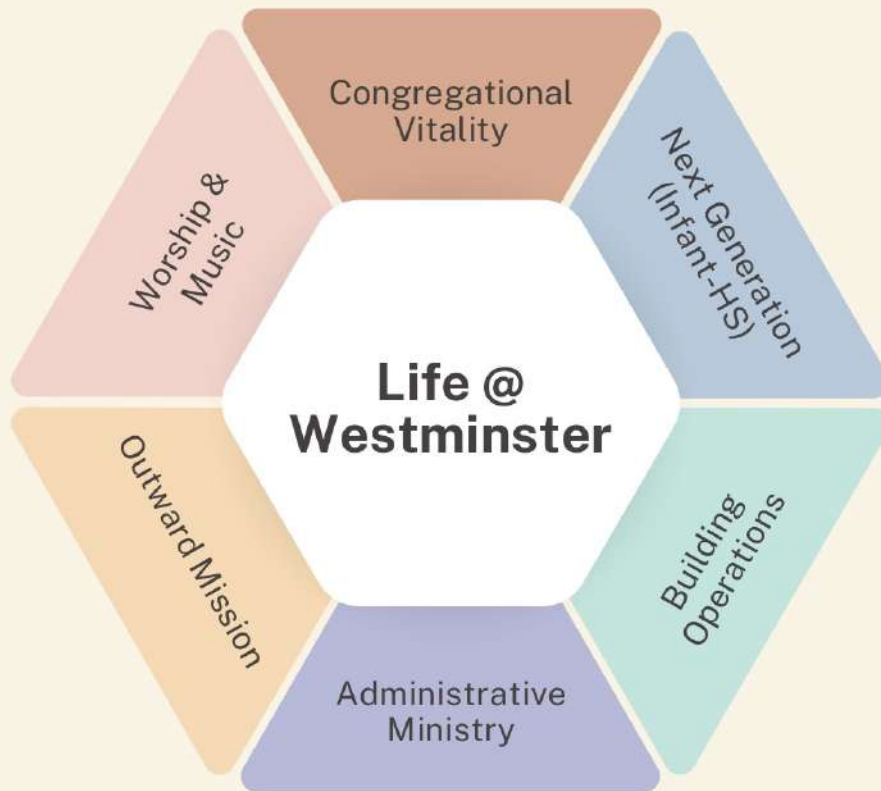 Congregational
Vitality
Next Generation
(Infant-HS)
Building
Operations
Administrative
Ministry
Outward Mission
Worship &
Music
Life @
Westminster